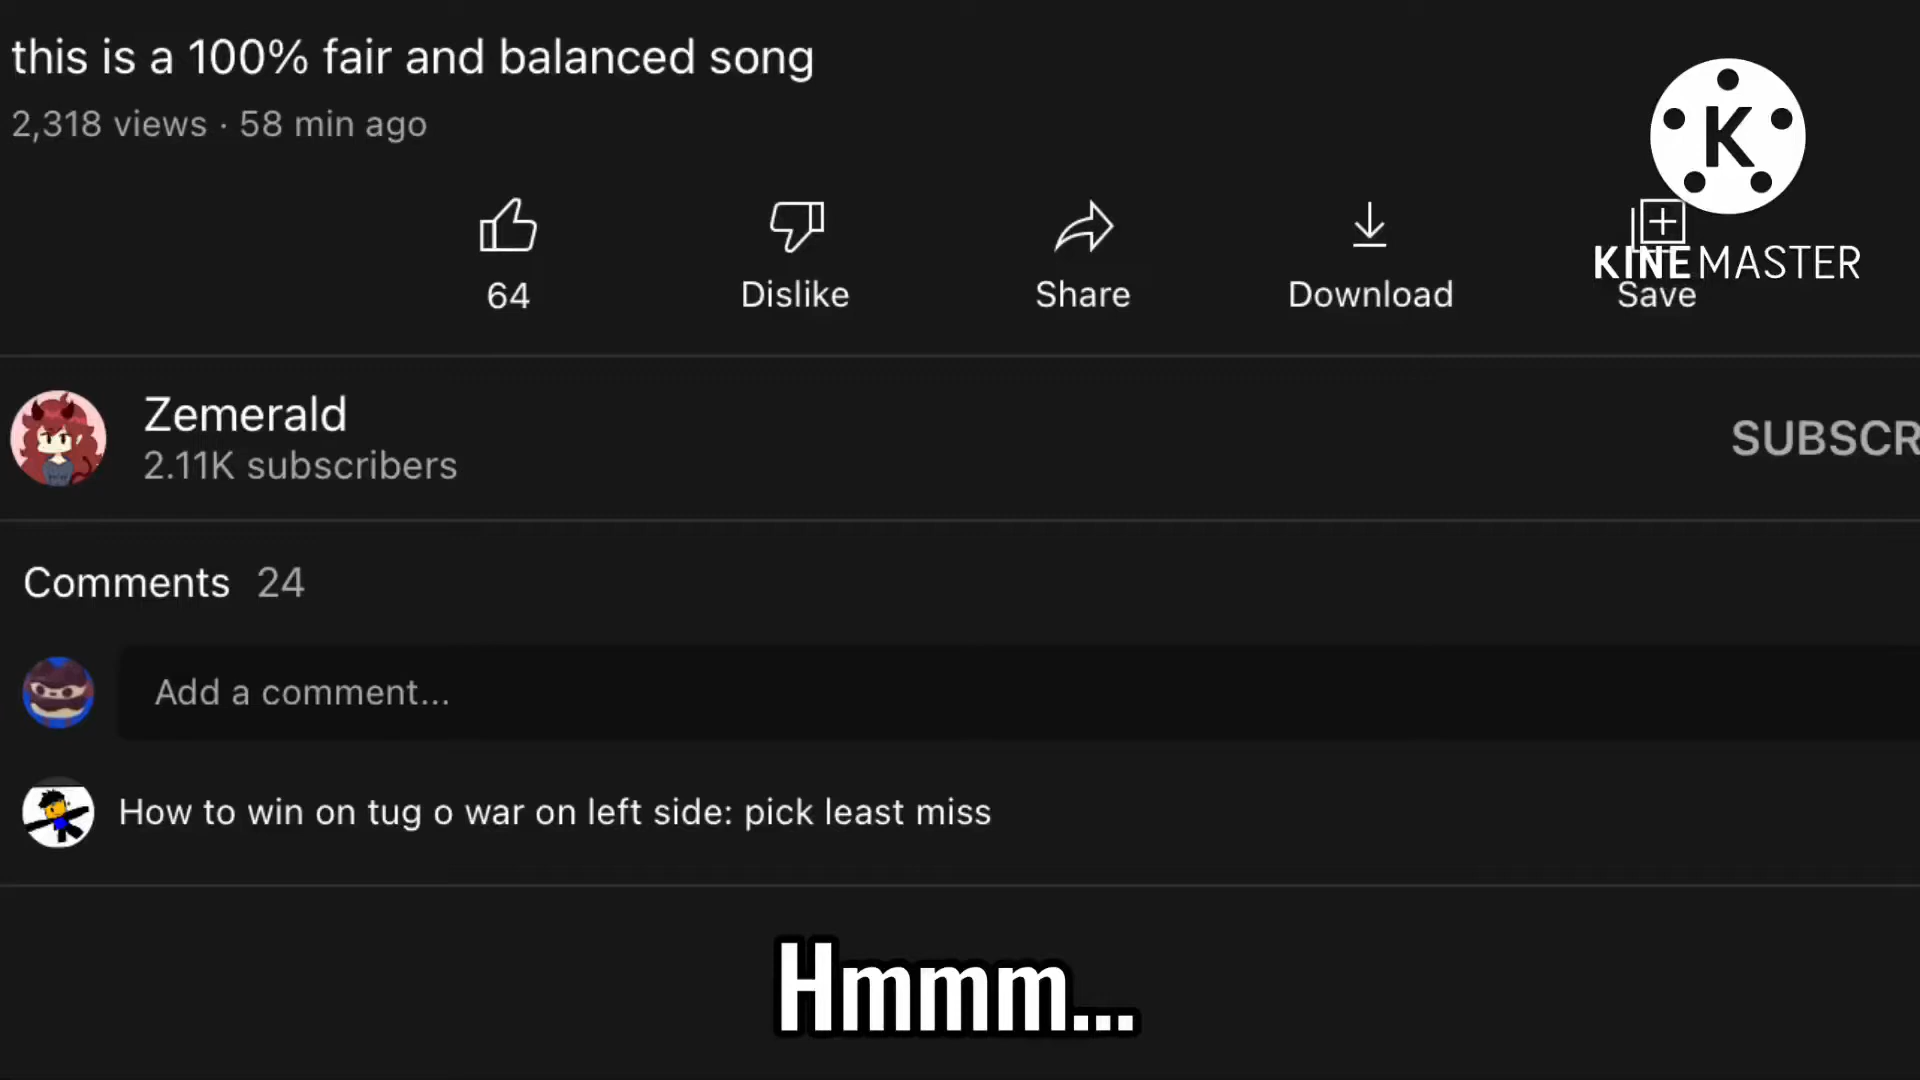 this is a 100% fair and balanced song
2,318 views · 58 min ago
K
KINEMASTER
64
Dislike
Share
Download
Save
Zemerald
2.11K subscribers
SUBSCR
Comments 24
Add a comment...
How to win on tug o war on left side: pick least miss
Hmmm...